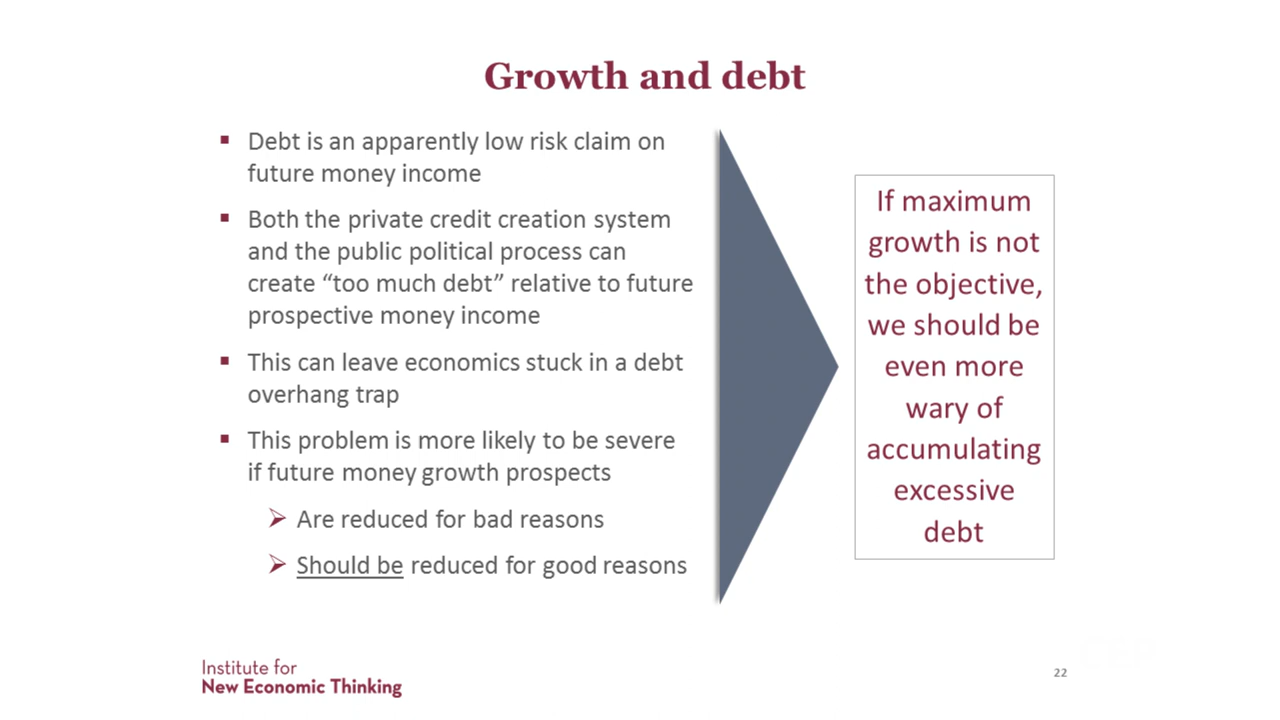 Growth and debt
▪ Debt is an apparently low risk claim on
future money income
▪ Both the private credit creation system
and the public political process can
create “too much debt” relative to future
prospective money income
▪ This can leave economics stuck in a debt
overhang trap
▪ This problem is more likely to be severe
if future money growth prospects
➢ Are reduced for bad reasons
➢ Should be reduced for good reasons
If maximum
growth is not
the objective,
we should be
even more
wary of
accumulating
excessive
debt
Institute for
New Economic Thinking
22